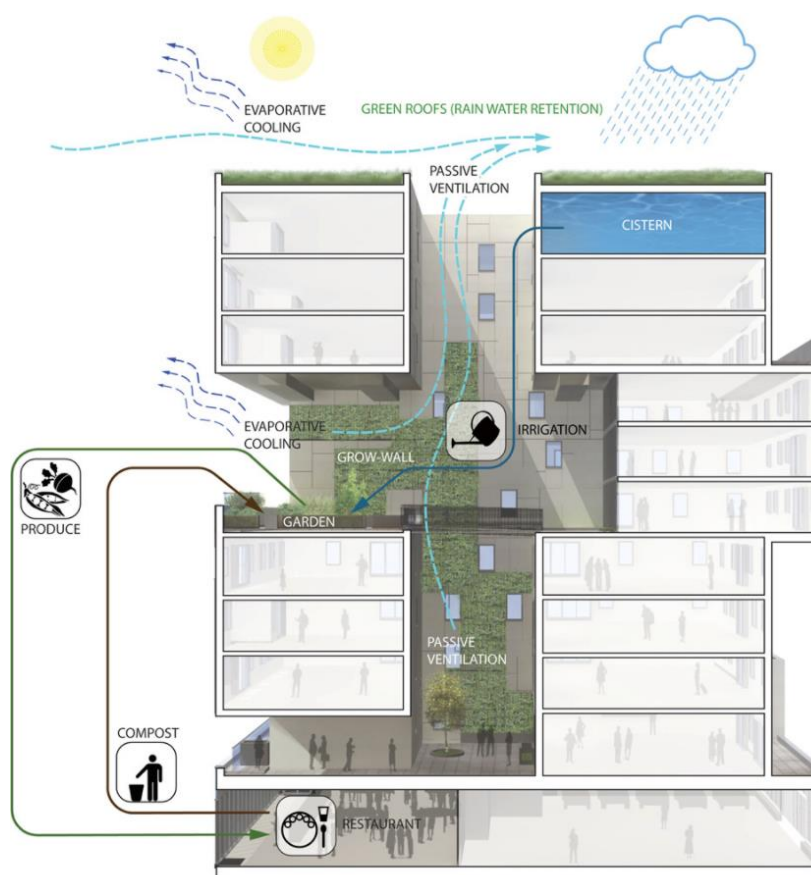 EVAPORATIVE
COOLING
GREEN ROOFS (RAIN WATER RETENTION)
PASSIVE
VENTILATION
CISTERN
EVAPORATIVE
COOLING
IRRIGATION
GROW-WALL
PRODUCE
GARDEN
PASSIVE
VENTILATION
COMPOST
RESTAURANT